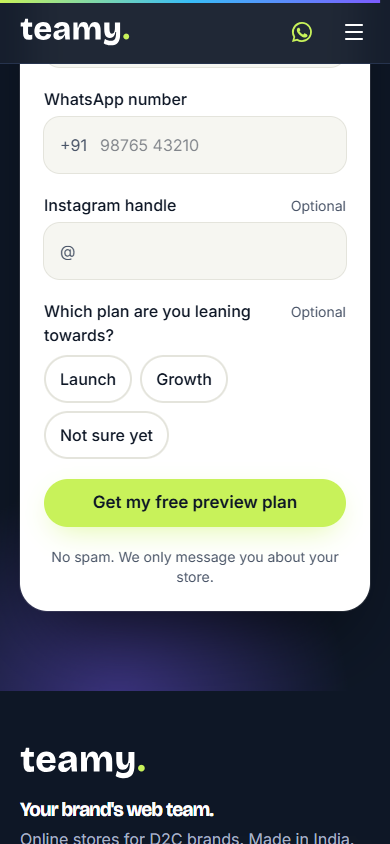 teamy.
WhatsApp number
+91 98765 43210
Instagram handle Optional
@
Which plan are you leaning Optional
towards?
Launch Growth
Not sure yet
Get my free preview plan
No spam. We only message you about your
store.
teamy.
Your brand's web team.
Online stores for D2C brands. Made in India.